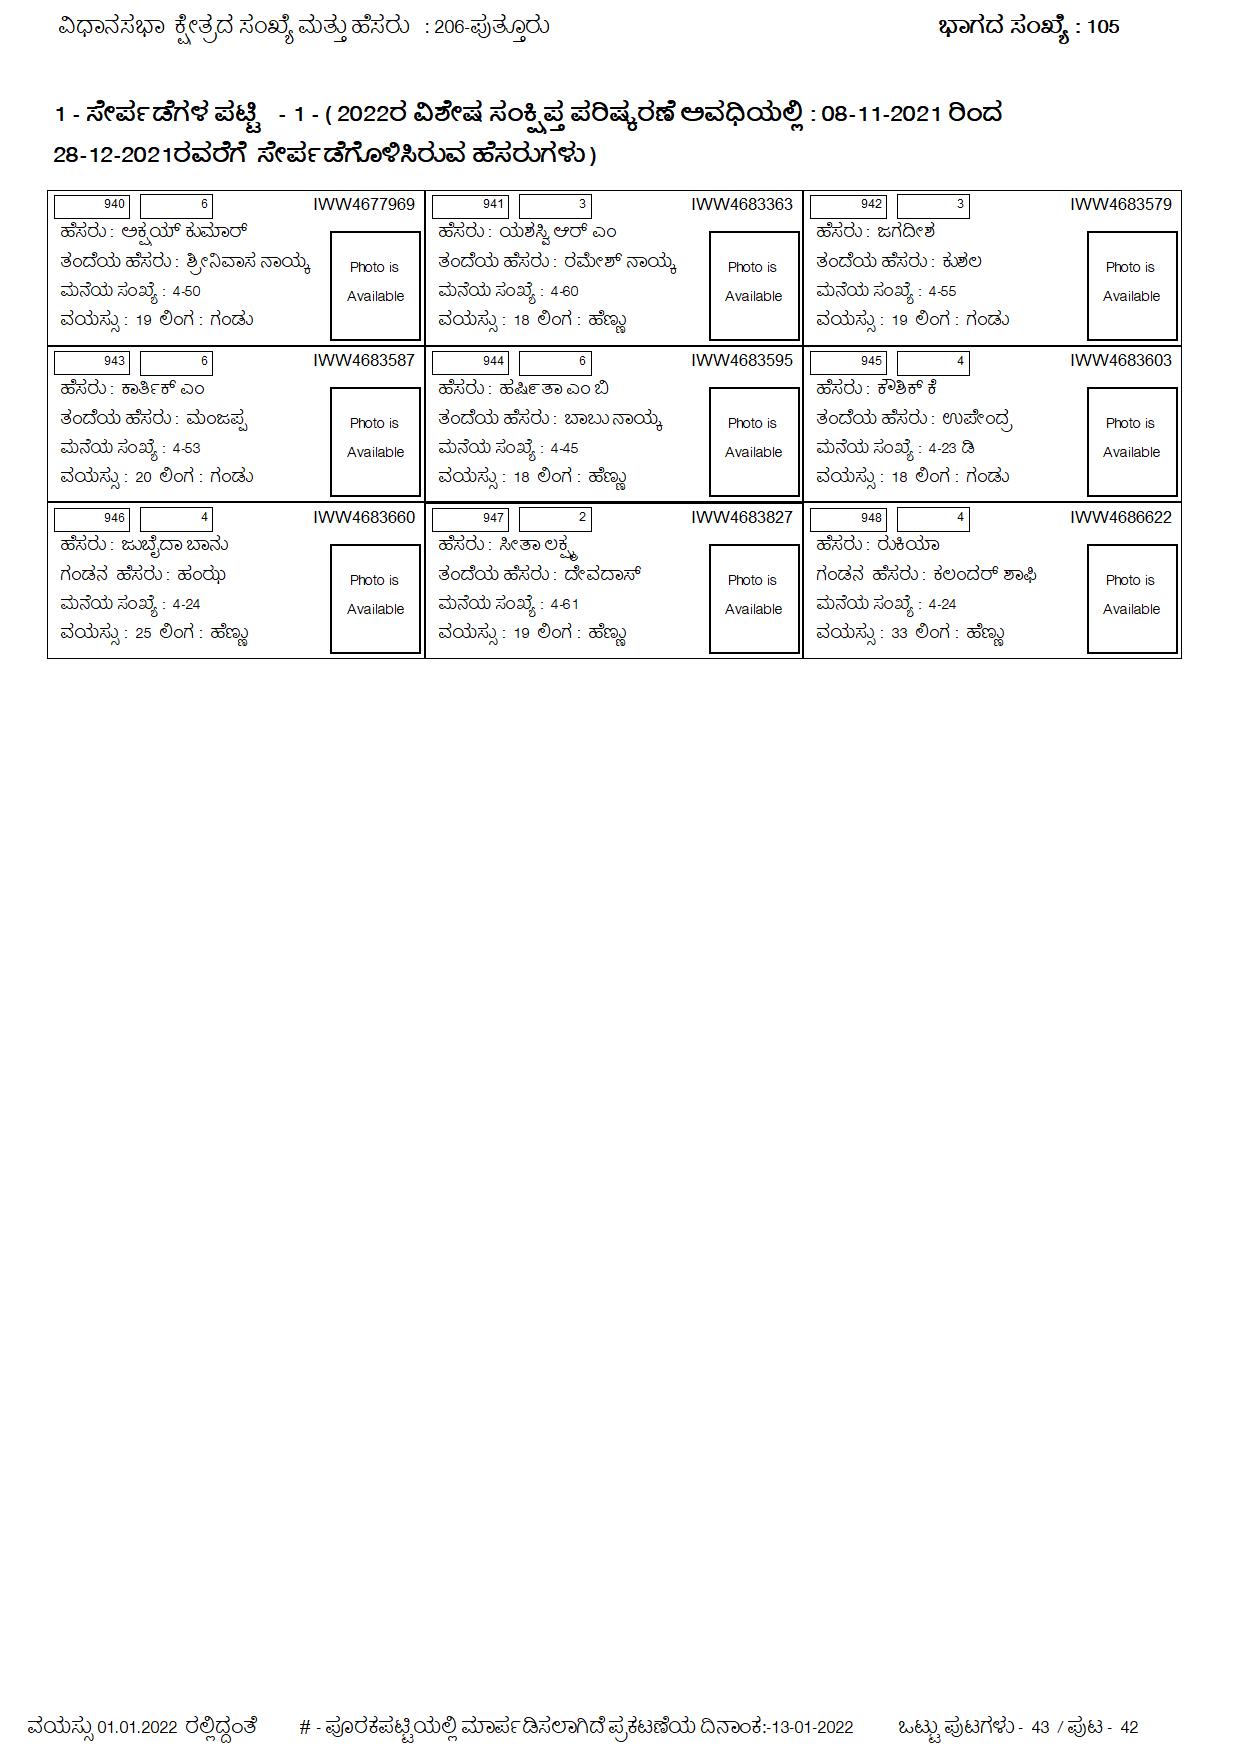 ವಿಧಾನಸಭಾ ಕ್ಷೇತ್ರದ ಸಂಖ್ಯೆ ಮತ್ತು ಹೆಸರು : 206-ಪುತ್ತೂರು ಭಾಗದ ಸಂಖ್ಯೆ : 105
1 - ಸೇರ್ಪಡೆಗಳ ಪಟ್ಟಿ - 1 - ( 2022ರ ವಿಶೇಷ ಸಂಕ್ಷಿಪ್ತ ಪರಿಷ್ಕರಣೆ ಅವಧಿಯಲ್ಲಿ : 08-11-2021 ರಿಂದ
28-12-2021ರವರೆಗೆ ಸೇರ್ಪಡೆಗೊಳಿಸಿರುವ ಹೆಸರುಗಳು )
940 6 IWW4677969
ಹೆಸರು : ಅಕ್ಷಯ್ ಕುಮಾರ್
ತಂದೆಯ ಹೆಸರು : ಶ್ರೀನಿವಾಸ ನಾಯ್ಕ
ಮನೆಯ ಸಂಖ್ಯೆ : 4-50
ವಯಸ್ಸು : 19 ಲಿಂಗ : ಗಂಡು
Photo is
Available
941 3 IWW4683363
ಹೆಸರು : ಯಶಸ್ವಿ ಆರ್ ಎಂ
ತಂದೆಯ ಹೆಸರು : ರಮೇಶ್ ನಾಯ್ಕ
ಮನೆಯ ಸಂಖ್ಯೆ : 4-60
ವಯಸ್ಸು : 18 ಲಿಂಗ : ಹೆಣ್ಣು
Photo is
Available
942 3 IWW4683579
ಹೆಸರು : ಜಗದೀಶ
ತಂದೆಯ ಹೆಸರು : ಕುಶಲ
ಮನೆಯ ಸಂಖ್ಯೆ : 4-55
ವಯಸ್ಸು : 19 ಲಿಂಗ : ಗಂಡು
Photo is
Available
943 6 IWW4683587
ಹೆಸರು : ಕಾರ್ತಿಕ್ ಎಂ
ತಂದೆಯ ಹೆಸರು : ಮಂಜಪ್ಪ
ಮನೆಯ ಸಂಖ್ಯೆ : 4-53
ವಯಸ್ಸು : 20 ಲಿಂಗ : ಗಂಡು
Photo is
Available
944 6 IWW4683595
ಹೆಸರು : ಹರ್ಷಿತಾ ಎಂ ಬಿ
ತಂದೆಯ ಹೆಸರು : ಬಾಬು ನಾಯ್ಕ
ಮನೆಯ ಸಂಖ್ಯೆ : 4-45
ವಯಸ್ಸು : 18 ಲಿಂಗ : ಹೆಣ್ಣು
Photo is
Available
945 4 IWW4683603
ಹೆಸರು : ಕೌಶಿಕ್ ಕೆ
ತಂದೆಯ ಹೆಸರು : ಉಪೇಂದ್ರ
ಮನೆಯ ಸಂಖ್ಯೆ : 4-23 ಡಿ
ವಯಸ್ಸು : 18 ಲಿಂಗ : ಗಂಡು
Photo is
Available
946 4 IWW4683660
ಹೆಸರು : ಜುಬೈದಾ ಬಾನು
ಗಂಡನ ಹೆಸರು : ಹಂಝ
ಮನೆಯ ಸಂಖ್ಯೆ : 4-24
ವಯಸ್ಸು : 25 ಲಿಂಗ : ಹೆಣ್ಣು
Photo is
Available
947 2 IWW4683827
ಹೆಸರು : ಸೀತಾ ಲಕ್ಷ್ಮಿ
ತಂದೆಯ ಹೆಸರು : ದೇವದಾಸ್
ಮನೆಯ ಸಂಖ್ಯೆ : 4-61
ವಯಸ್ಸು : 19 ಲಿಂಗ : ಹೆಣ್ಣು
Photo is
Available
948 4 IWW4686622
ಹೆಸರು : ರುಕಿಯಾ
ಗಂಡನ ಹೆಸರು : ಕಲಂದರ್ ಶಾಫಿ
ಮನೆಯ ಸಂಖ್ಯೆ : 4-24
ವಯಸ್ಸು : 33 ಲಿಂಗ : ಹೆಣ್ಣು
Photo is
Available
ವಯಸ್ಸು 01.01.2022 ರಲ್ಲಿದ್ದಂತೆ # - ಪೂರಕಪಟ್ಟಿಯಲ್ಲಿ ಮಾರ್ಪಡಿಸಲಾಗಿದೆ ಪ್ರಕಟಣೆಯ ದಿನಾಂಕ:-13-01-2022 ಒಟ್ಟು ಪುಟಗಳು - 43 / ಪುಟ - 42